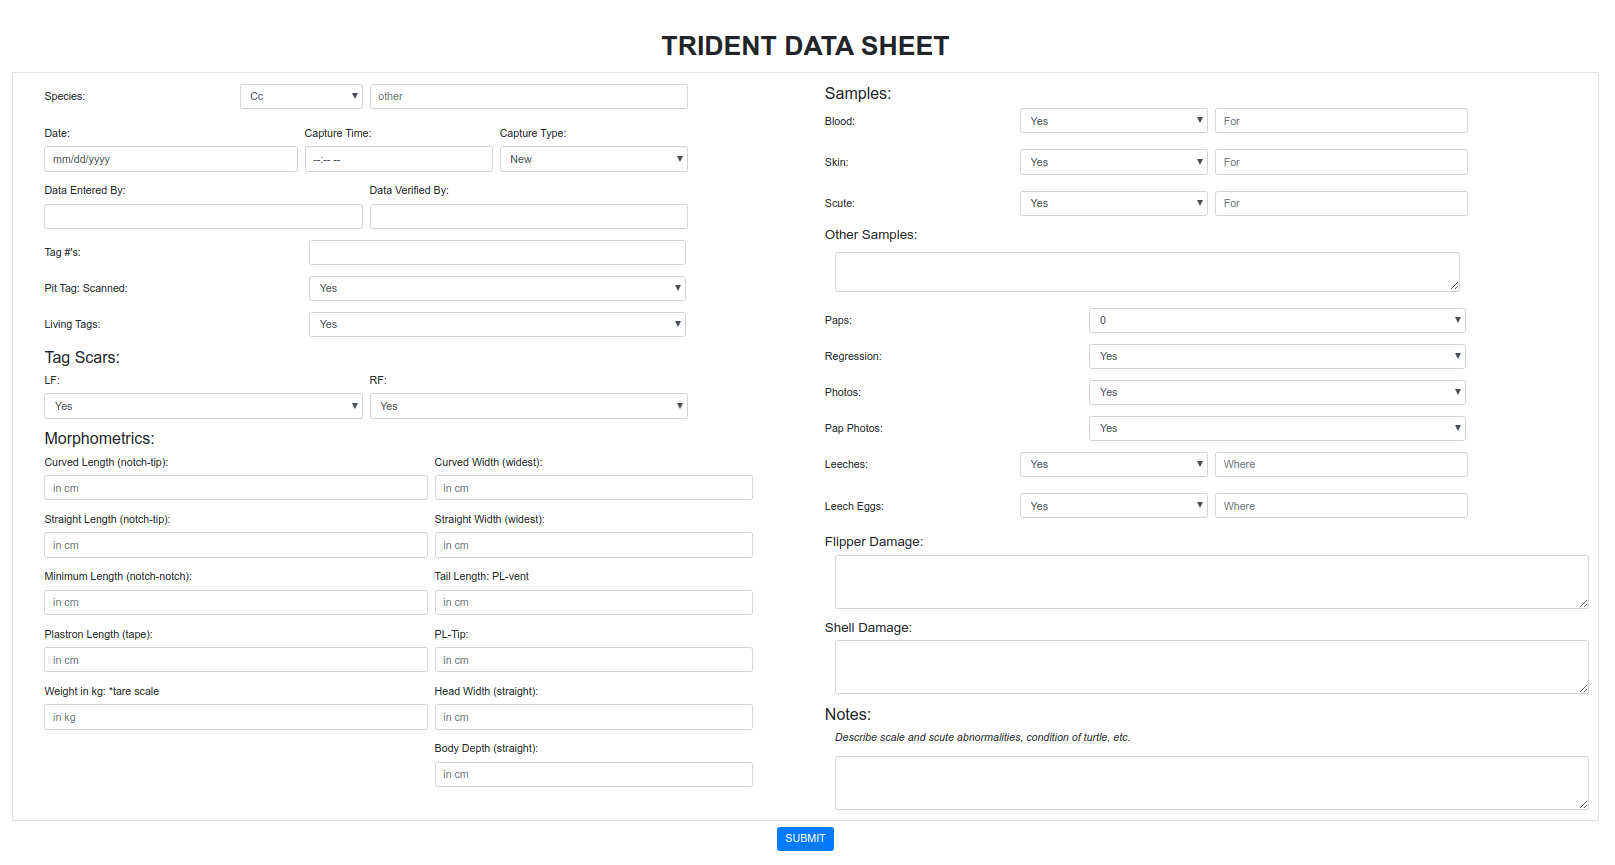 TRIDENT DATA SHEET
Species: Cc other
Date: Capture Time: Capture Type:
mm/dd/yyyy --:-- -- New
Data Entered By: Data Verified By:
Tag #'s:
Pit Tag: Scanned: Yes
Living Tags: Yes
Tag Scars:
LF: RF:
Yes Yes
Morphometrics:
Curved Length (notch-tip): Curved Width (widest):
in cm in cm
Straight Length (notch-tip): Straight Width (widest):
in cm in cm
Minimum Length (notch-notch): Tail Length: PL-vent
in cm in cm
Plastron Length (tape): PL-Tip:
in cm in cm
Weight in kg: *tare scale Head Width (straight):
in kg in cm
Body Depth (straight):
in cm
Samples:
Blood: Yes For
Skin: Yes For
Scute: Yes For
Other Samples:
Paps: 0
Regression: Yes
Photos: Yes
Pap Photos: Yes
Leeches: Yes Where
Leech Eggs: Yes Where
Flipper Damage:
Shell Damage:
Notes:
Describe scale and scute abnormalities, condition of turtle, etc.
SUBMIT